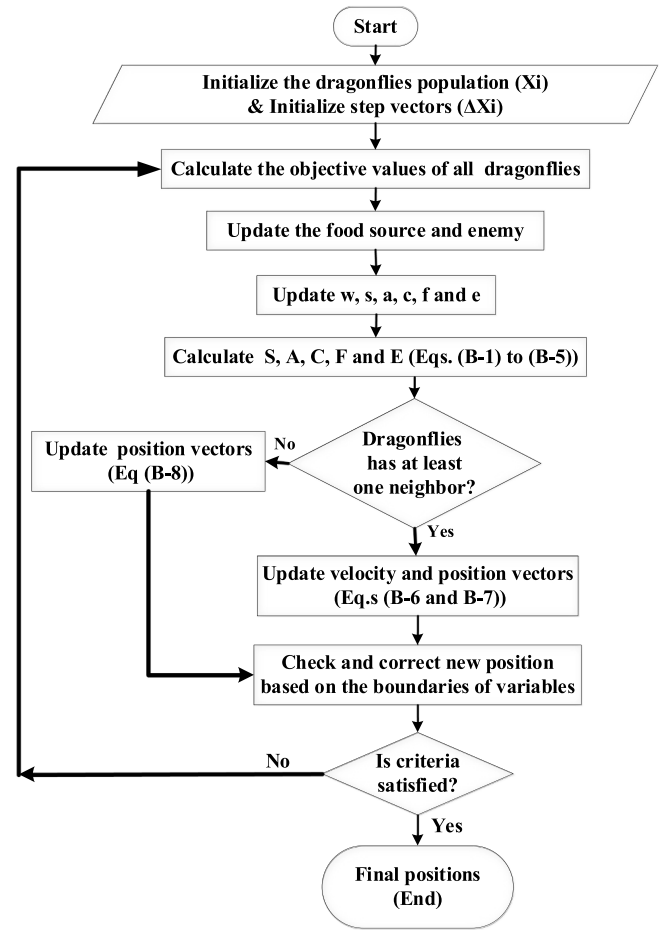 Start
Initialize the dragonflies population (Xi)
& Initialize step vectors (ΔXi)
Calculate the objective values of all dragonflies
Update the food source and enemy
Update w, s, a, c, f and e
Calculate S, A, C, F and E (Eqs. (B-1) to (B-5))
Dragonflies
has at least
one neighbor?
No
Update position vectors
(Eq (B-8))
Yes
Update velocity and position vectors
(Eq.s (B-6 and B-7))
Check and correct new position
based on the boundaries of variables
Is criteria
satisfied?
No
Yes
Final positions
(End)